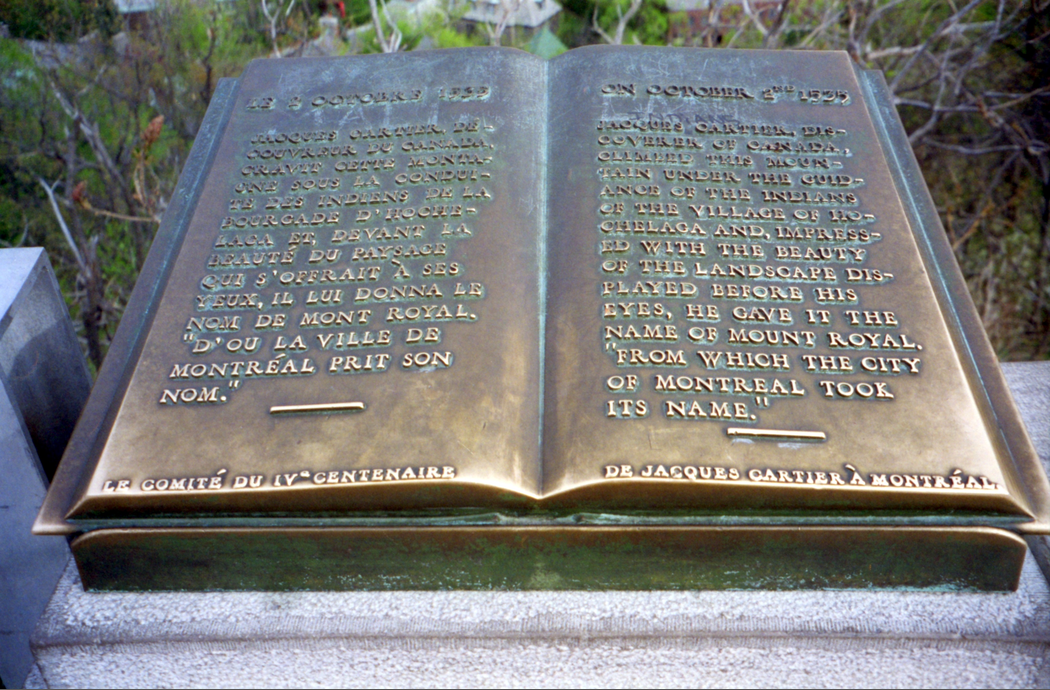 LE 2 OCTOBRE 1535
JACQUES CARTIER, DÉ-
COUVREUR DU CANADA,
GRAVIT CETTE MONTA-
GNE SOUS LA CONDUI-
TE DES INDIENS DE LA
BOURGADE D'HOCHE-
LAGA ET, DEVANT LA
BEAUTÉ DU PAYSAGE
QUI S'OFFRAIT À SES
YEUX, IL LUI DONNA LE
NOM DE MONT ROYAL.
"D'OU LA VILLE DE
MONTRÉAL PRIT SON
NOM."
LE COMITÉ DU IVᵉ CENTENAIRE
ON OCTOBER 2ND 1535
JACQUES CARTIER, DIS-
COVERER OF CANADA,
CLIMBED THIS MOUN-
TAIN UNDER THE GUID-
ANCE OF THE INDIANS
OF THE VILLAGE OF HO-
CHELAGA AND, IMPRESS-
ED WITH THE BEAUTY
OF THE LANDSCAPE DIS-
PLAYED BEFORE HIS
EYES, HE GAVE IT THE
NAME OF MOUNT ROYAL.
"FROM WHICH THE CITY
OF MONTREAL TOOK
ITS NAME."
DE JACQUES CARTIER À MONTRÉAL.